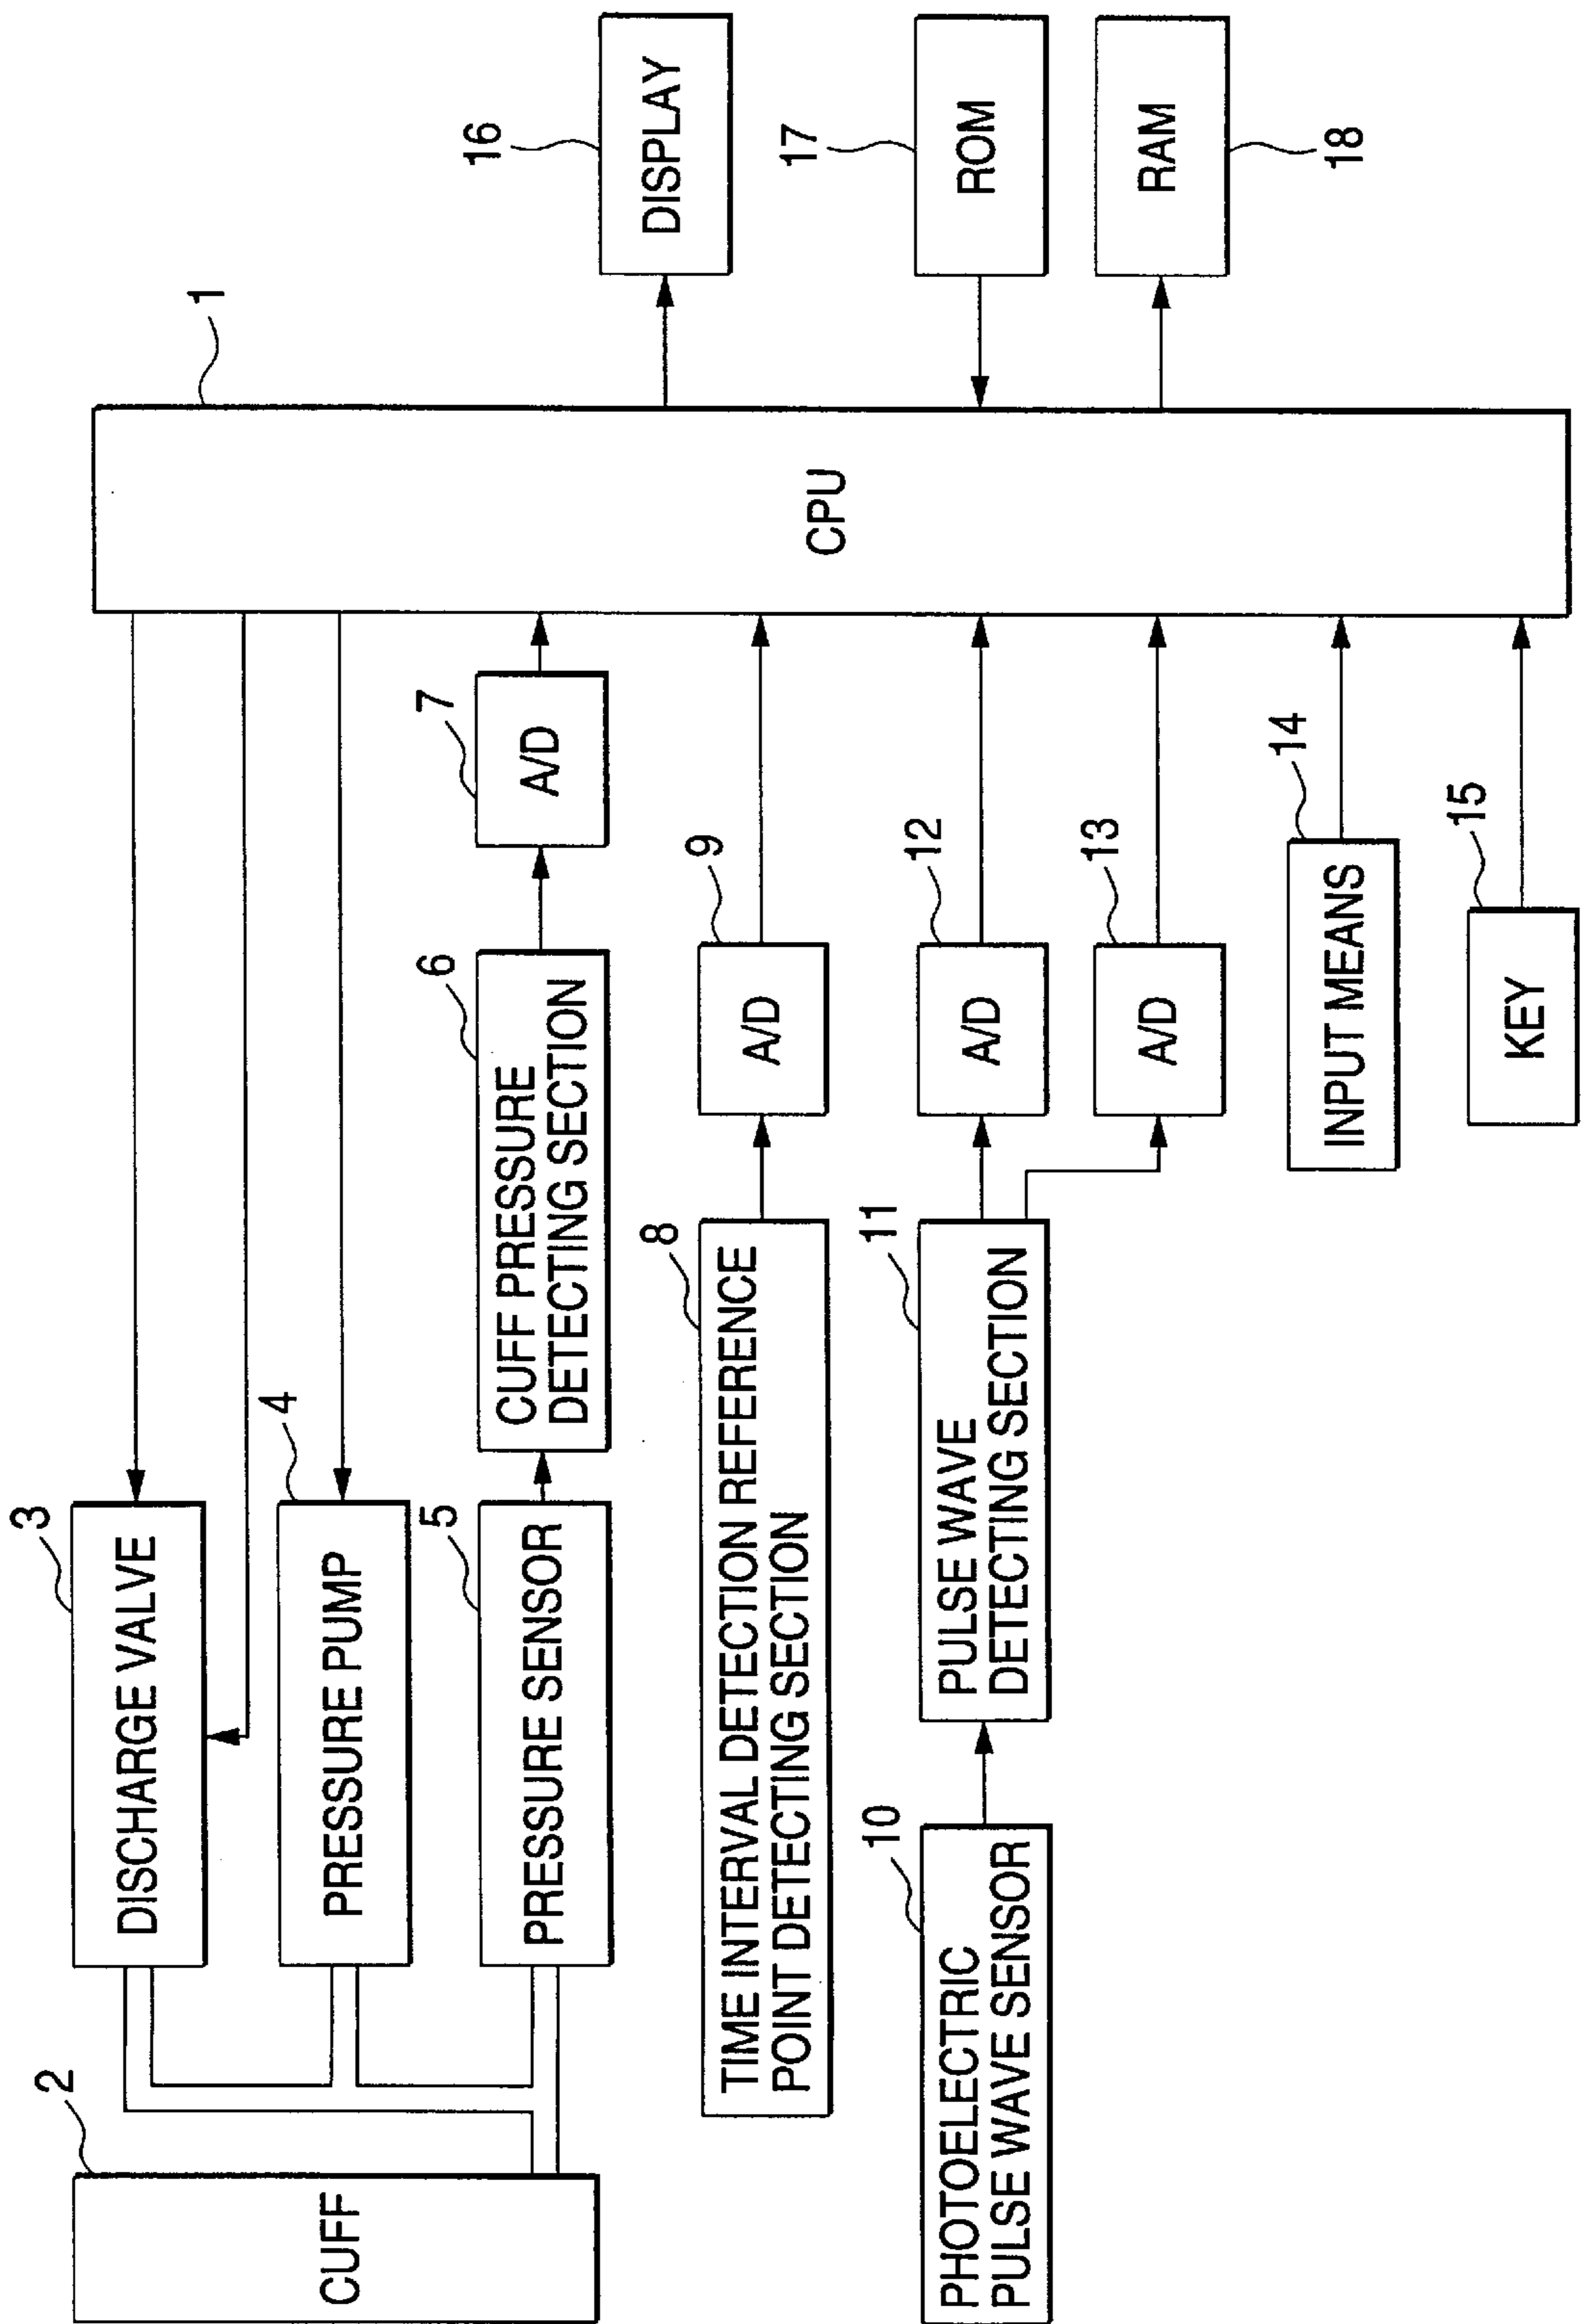 2
CUFF
3
DISCHARGE VALVE
4
PRESSURE PUMP
5
PRESSURE SENSOR
6
CUFF PRESSURE
DETECTING SECTION
7
A/D
8
TIME INTERVAL DETECTION REFERENCE
POINT DETECTING SECTION
9
A/D
10
PHOTOELECTRIC
PULSE WAVE SENSOR
11
PULSE WAVE
DETECTING SECTION
12
A/D
13
A/D
14
INPUT MEANS
15
KEY
1
CPU
16
DISPLAY
17
ROM
RAM
18